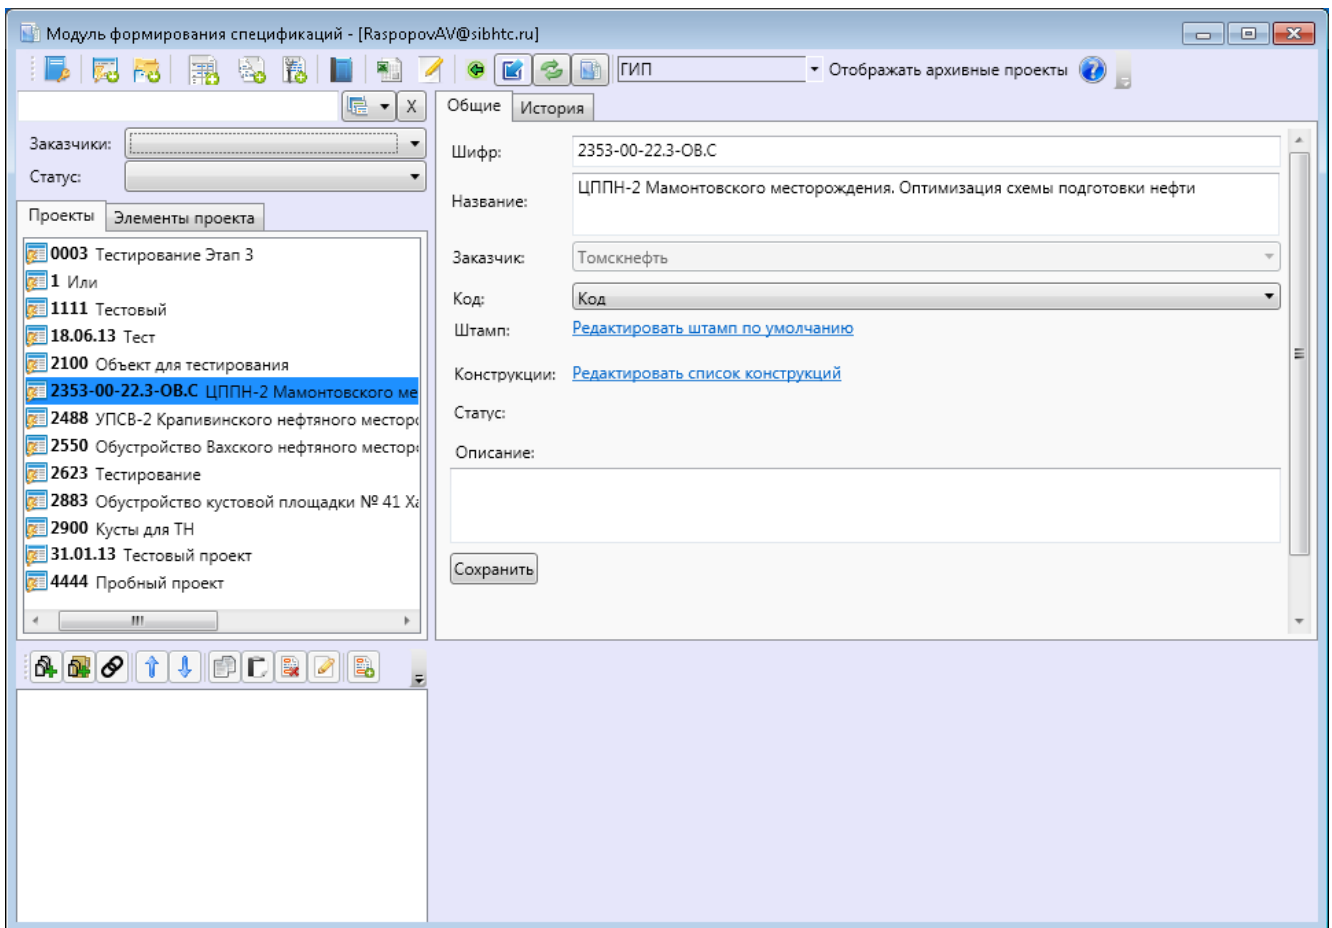 Модуль формирования спецификаций - [RaspopovAV@sibhtc.ru]
ГИП
Отображать архивные проекты
X
Заказчики:
Статус:
Проекты
Элементы проекта
0003 Тестирование Этап 3
1 Или
1111 Тестовый
18.06.13 Тест
2100 Объект для тестирования
2353-00-22.3-ОВ.С ЦППН-2 Мамонтовского ме
2488 УПСВ-2 Крапивинского нефтяного месторо
2550 Обустройство Вахского нефтяного местор
2623 Тестирование
2883 Обустройство кустовой площадки № 41 Ха
2900 Кусты для ТН
31.01.13 Тестовый проект
4444 Пробный проект
Общие
История
Шифр:
2353-00-22.3-ОВ.С
Название:
ЦППН-2 Мамонтовского месторождения. Оптимизация схемы подготовки нефти
Заказчик:
Томскнефть
Код:
Код
Штамп:
Редактировать штамп по умолчанию
Конструкции:
Редактировать список конструкций
Статус:
Описание:
Сохранить